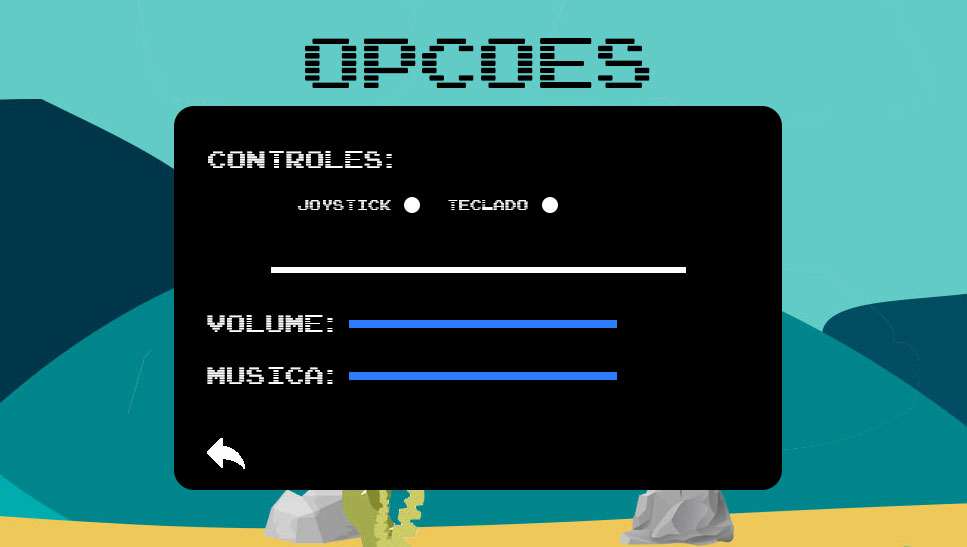 OPCOES
CONTROLES:
JOYSTICK TECLADO
VOLUME:
MUSICA: